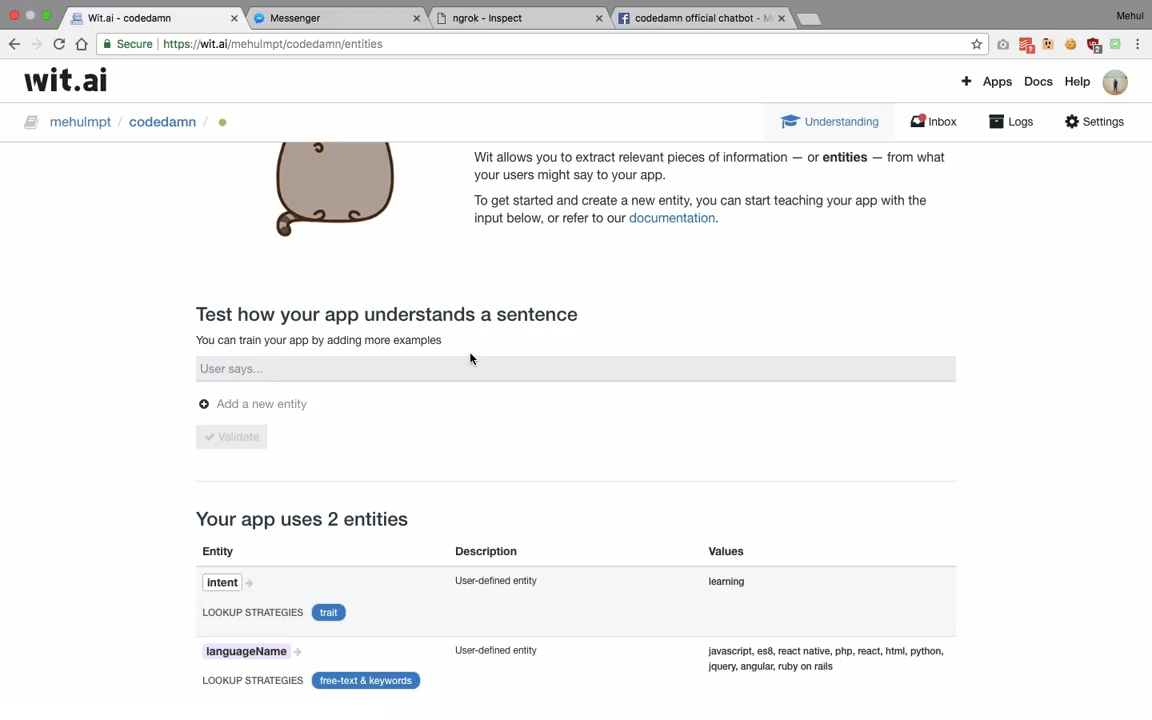 Wit.ai - codedamn
Messenger
ngrok - Inspect
codedamn official chatbot - M
Mehul
Secure https://wit.ai/mehulmpt/codedamn/entities
wit.ai
Apps Docs Help
mehulmpt / codedamn /
Understanding Inbox Logs Settings
Wit allows you to extract relevant pieces of information — or entities — from what
your users might say to your app.
To get started and create a new entity, you can start teaching your app with the
input below, or refer to our documentation.
Test how your app understands a sentence
You can train your app by adding more examples
User says...
Add a new entity
Validate
Your app uses 2 entities
Entity Description Values
intent User-defined entity learning
LOOKUP STRATEGIES trait
languageName User-defined entity javascript, es8, react native, php, react, html, python,
jquery, angular, ruby on rails
LOOKUP STRATEGIES free-text & keywords